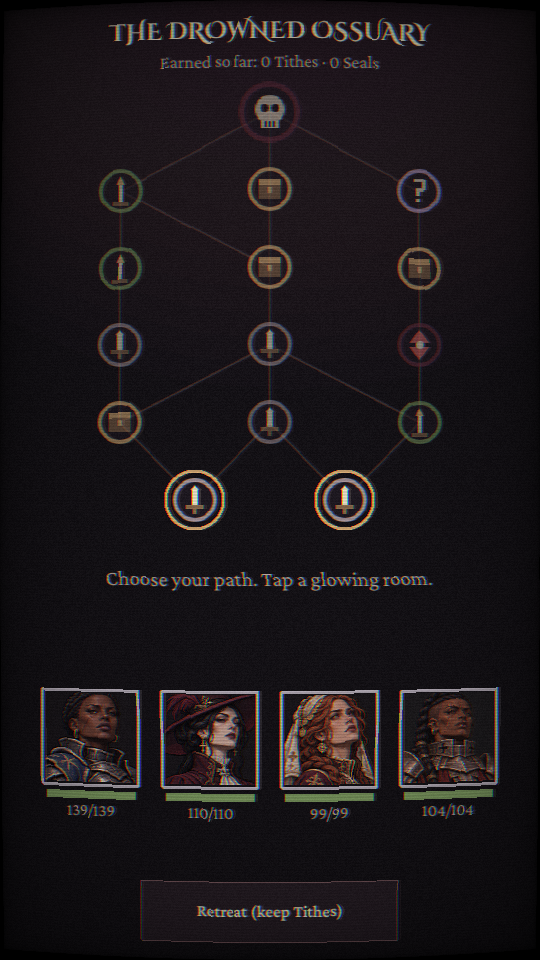 THE DROWNED OSSUARY
Earned so far: 0 Tithes · 0 Seals
?
Choose your path. Tap a glowing room.
139/139 110/110 99/99 104/104
Retreat (keep Tithes)